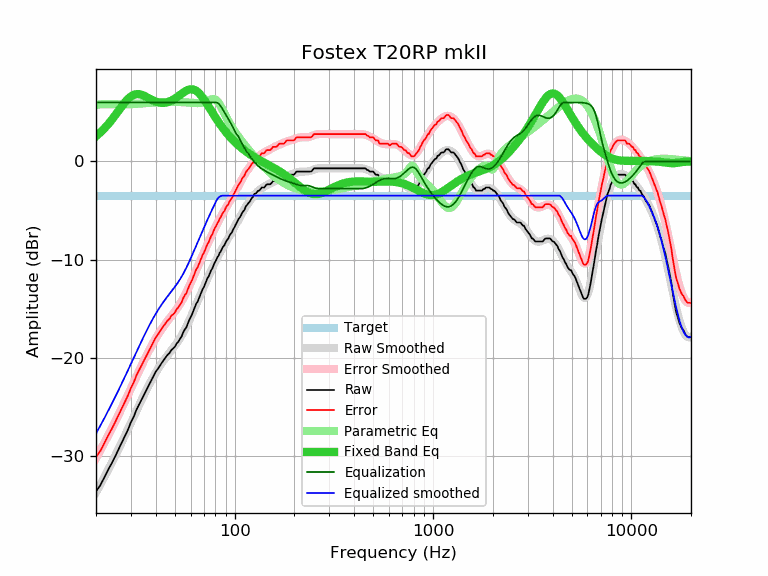 Fostex T20RP mkII
Amplitude (dBr)
0
−10
−20
−30
Target
Raw Smoothed
Error Smoothed
Raw
Error
Parametric Eq
Fixed Band Eq
Equalization
Equalized smoothed
100
1000
10000
Frequency (Hz)